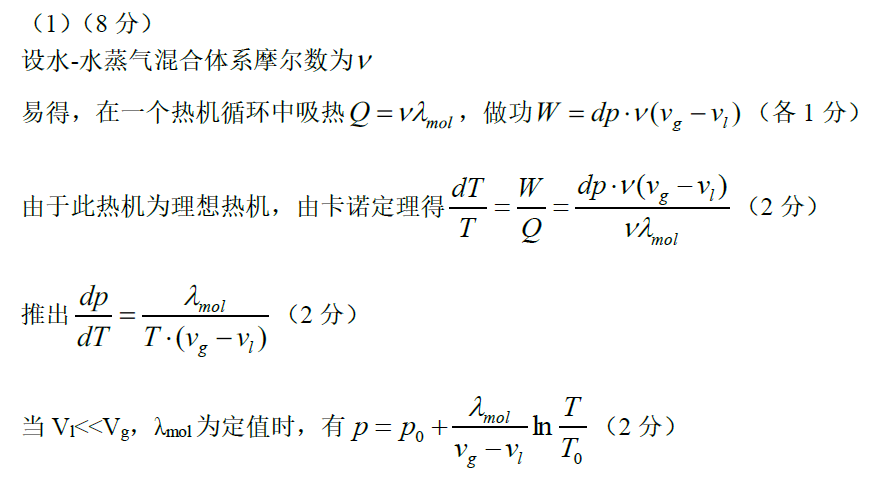 （1）（8 分）
设水-水蒸气混合体系摩尔数为ν
易得，在一个热机循环中吸热 Q = νλ_mol，做功 W = dp·ν(v_g − v_l)（各 1 分）
由于此热机为理想热机，由卡诺定理得 dT/T = W/Q = dp·ν(v_g − v_l)/νλ_mol（2 分）
推出 dp/dT = λ_mol/T·(v_g − v_l)（2 分）
当 Vl<<Vg，λmol 为定值时，有 p = p_0 + λ_mol/v_g − v_l ln T/T_0（2 分）